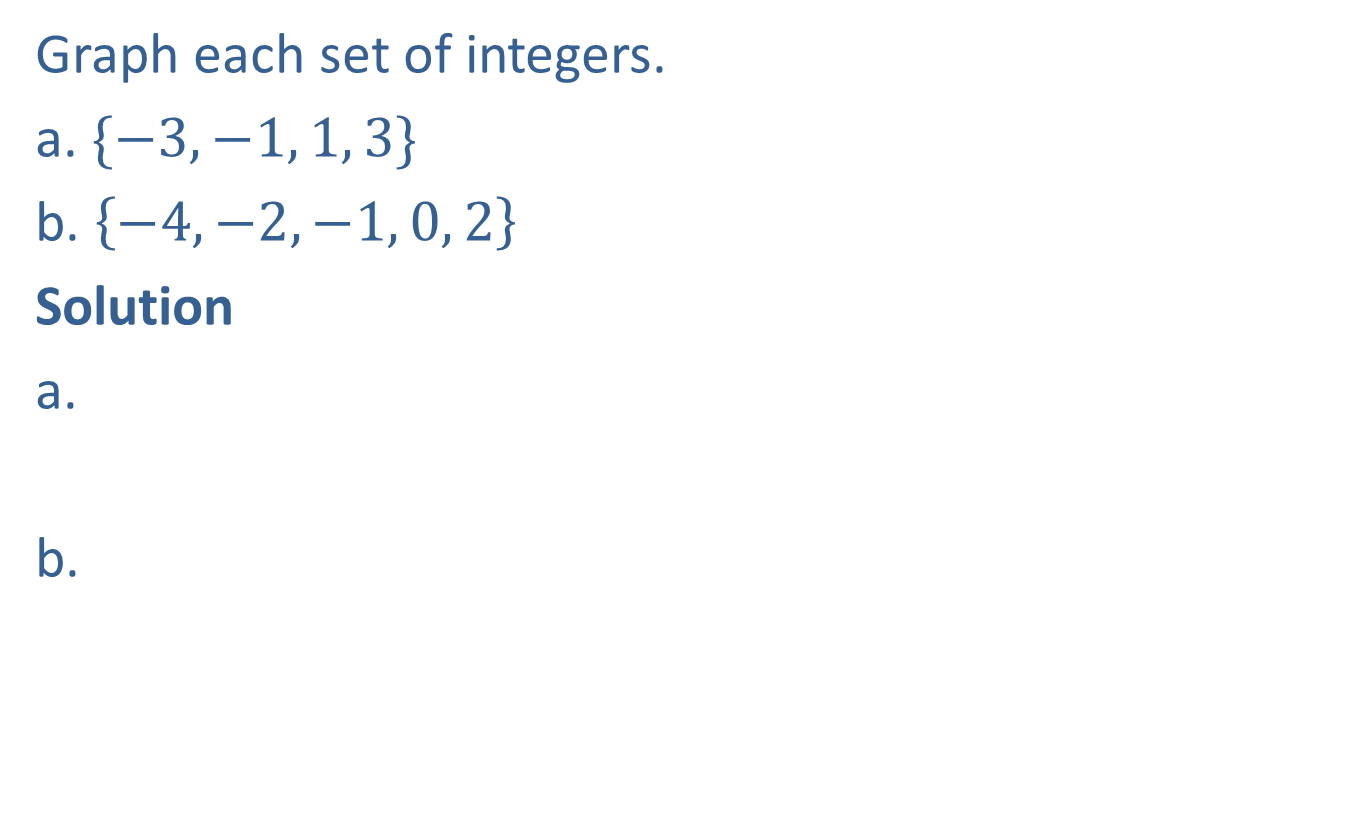 Graph each set of integers.
a. {−3, −1, 1, 3}
b. {−4, −2, −1, 0, 2}
Solution
a.
b.